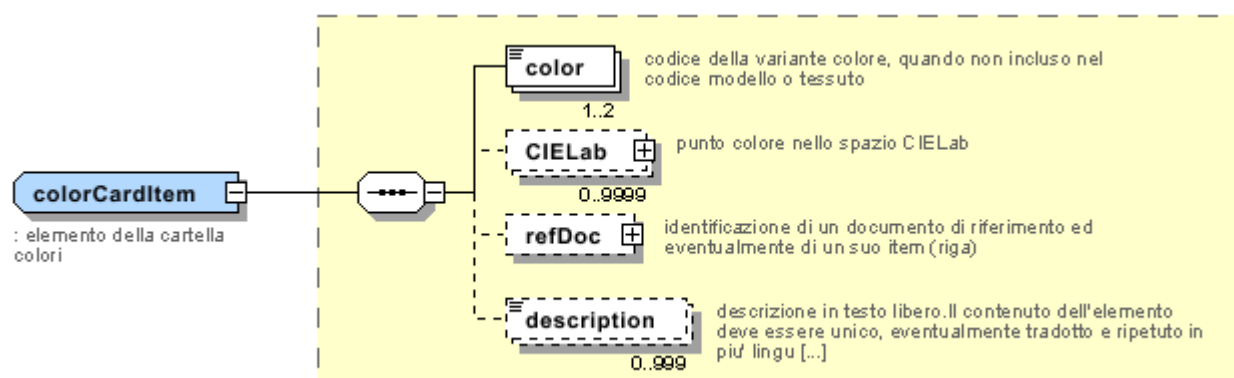 color
codice della variante colore, quando non incluso nel
codice modello o tessuto
1..2
CIELab
punto colore nello spazio CIELab
0..9999
colorCardItem
: elemento della cartella
colori
refDoc
identificazione di un documento di riferimento ed
eventualmente di un suo item (riga)
description
descrizione in testo libero.Il contenuto dell'elemento
deve essere unico, eventualmente tradotto e ripetuto in
piu' lingu [...]
0..999